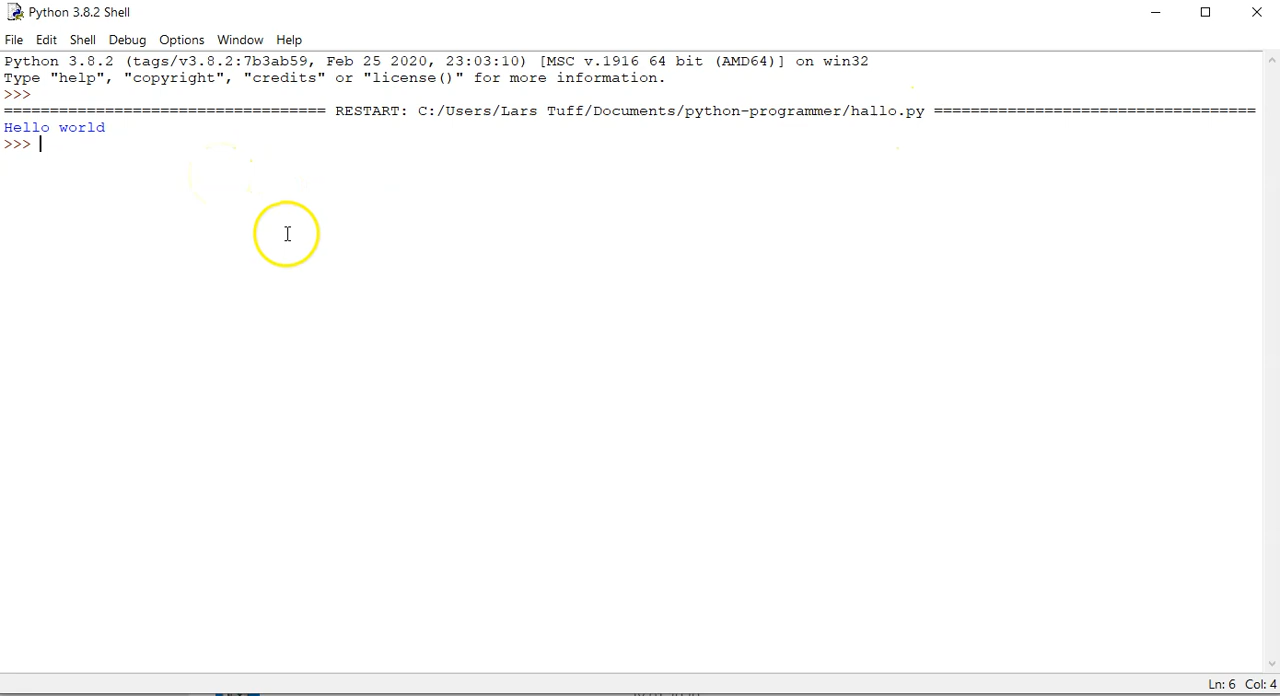 Python 3.8.2 Shell
File Edit Shell Debug Options Window Help
Python 3.8.2 (tags/v3.8.2:7b3ab59, Feb 25 2020, 23:03:10) [MSC v.1916 64 bit (AMD64)] on win32
Type "help", "copyright", "credits" or "license()" for more information.
>>>
================================== RESTART: C:/Users/Lars Tuff/Documents/python-programmer/hallo.py ===================================
Hello world
>>>
Ln: 6 Col: 4